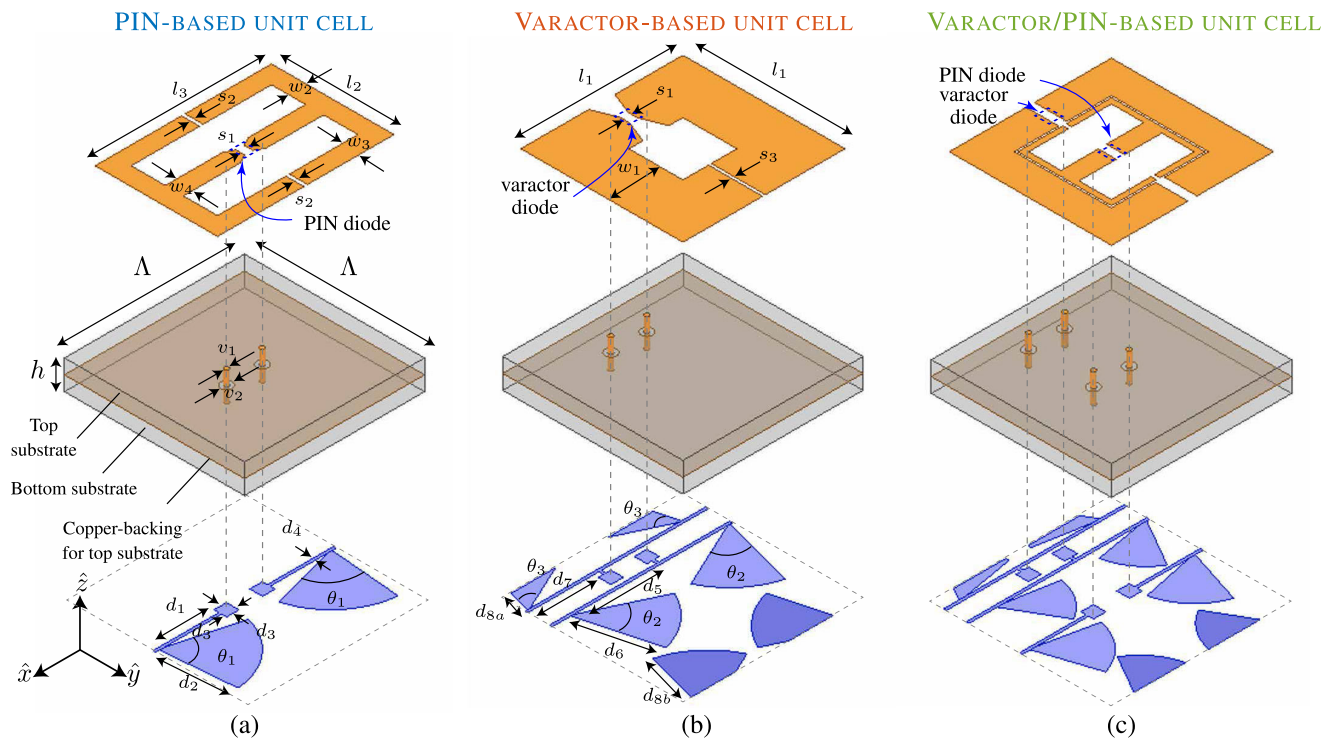 PIN-BASED UNIT CELL
VARACTOR-BASED UNIT CELL
VARACTOR/PIN-BASED UNIT CELL
l₃
s₂
w₂
l₂
s₁
w₃
w₄
s₂
PIN diode
Λ
Λ
h
v₁
v₂
Top
substrate
Bottom substrate
Copper-backing
for top substrate
d₄
θ₁
d₁
d₃
d₃
θ₁
d₂
ẑ
x̂
ŷ
(a)
l₁
l₁
s₁
s₃
w₁
varactor
diode
θ₃
θ₃
d₇
d₅
θ₂
d₈ₐ
θ₂
d₆
d₈b
(b)
PIN diode
varactor
diode
(c)